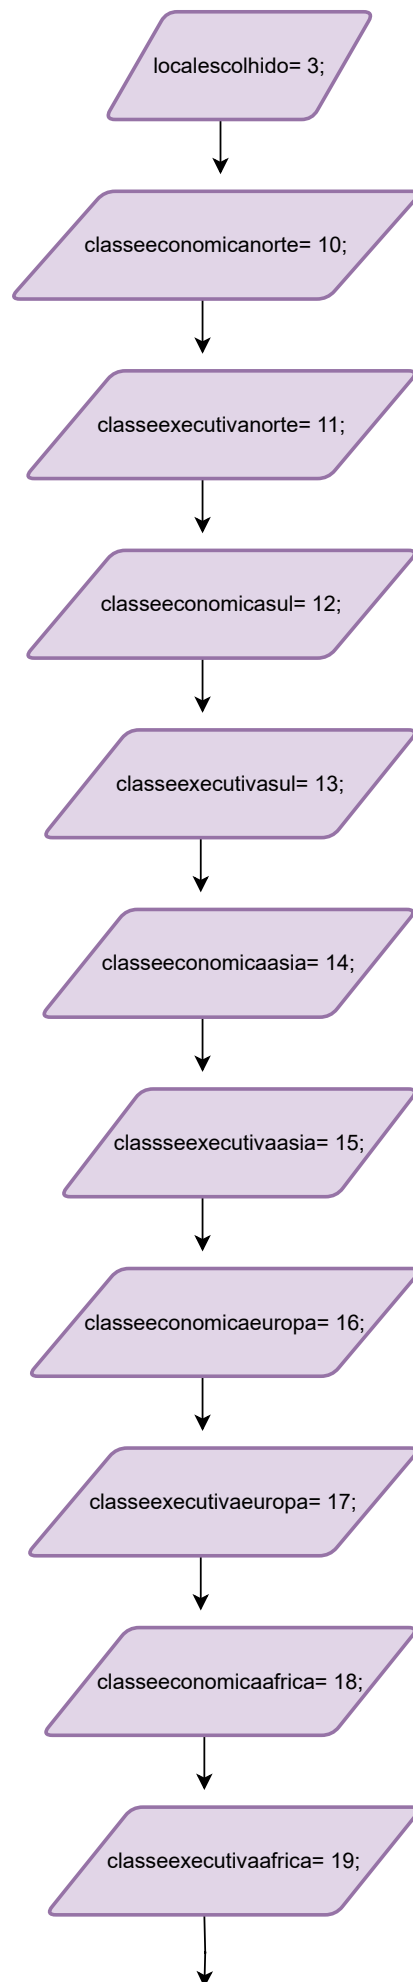 localescolhido= 3;
classeeconomicanorte= 10;
classeexecutivanorte= 11;
classeeconomicasul= 12;
classeexecutivasul= 13;
classeeconomicaasia= 14;
classseexecutivaasia= 15;
classeeconomicaeuropa= 16;
classeexecutivaeuropa= 17;
classeeconomicaafrica= 18;
classeexecutivaafrica= 19;